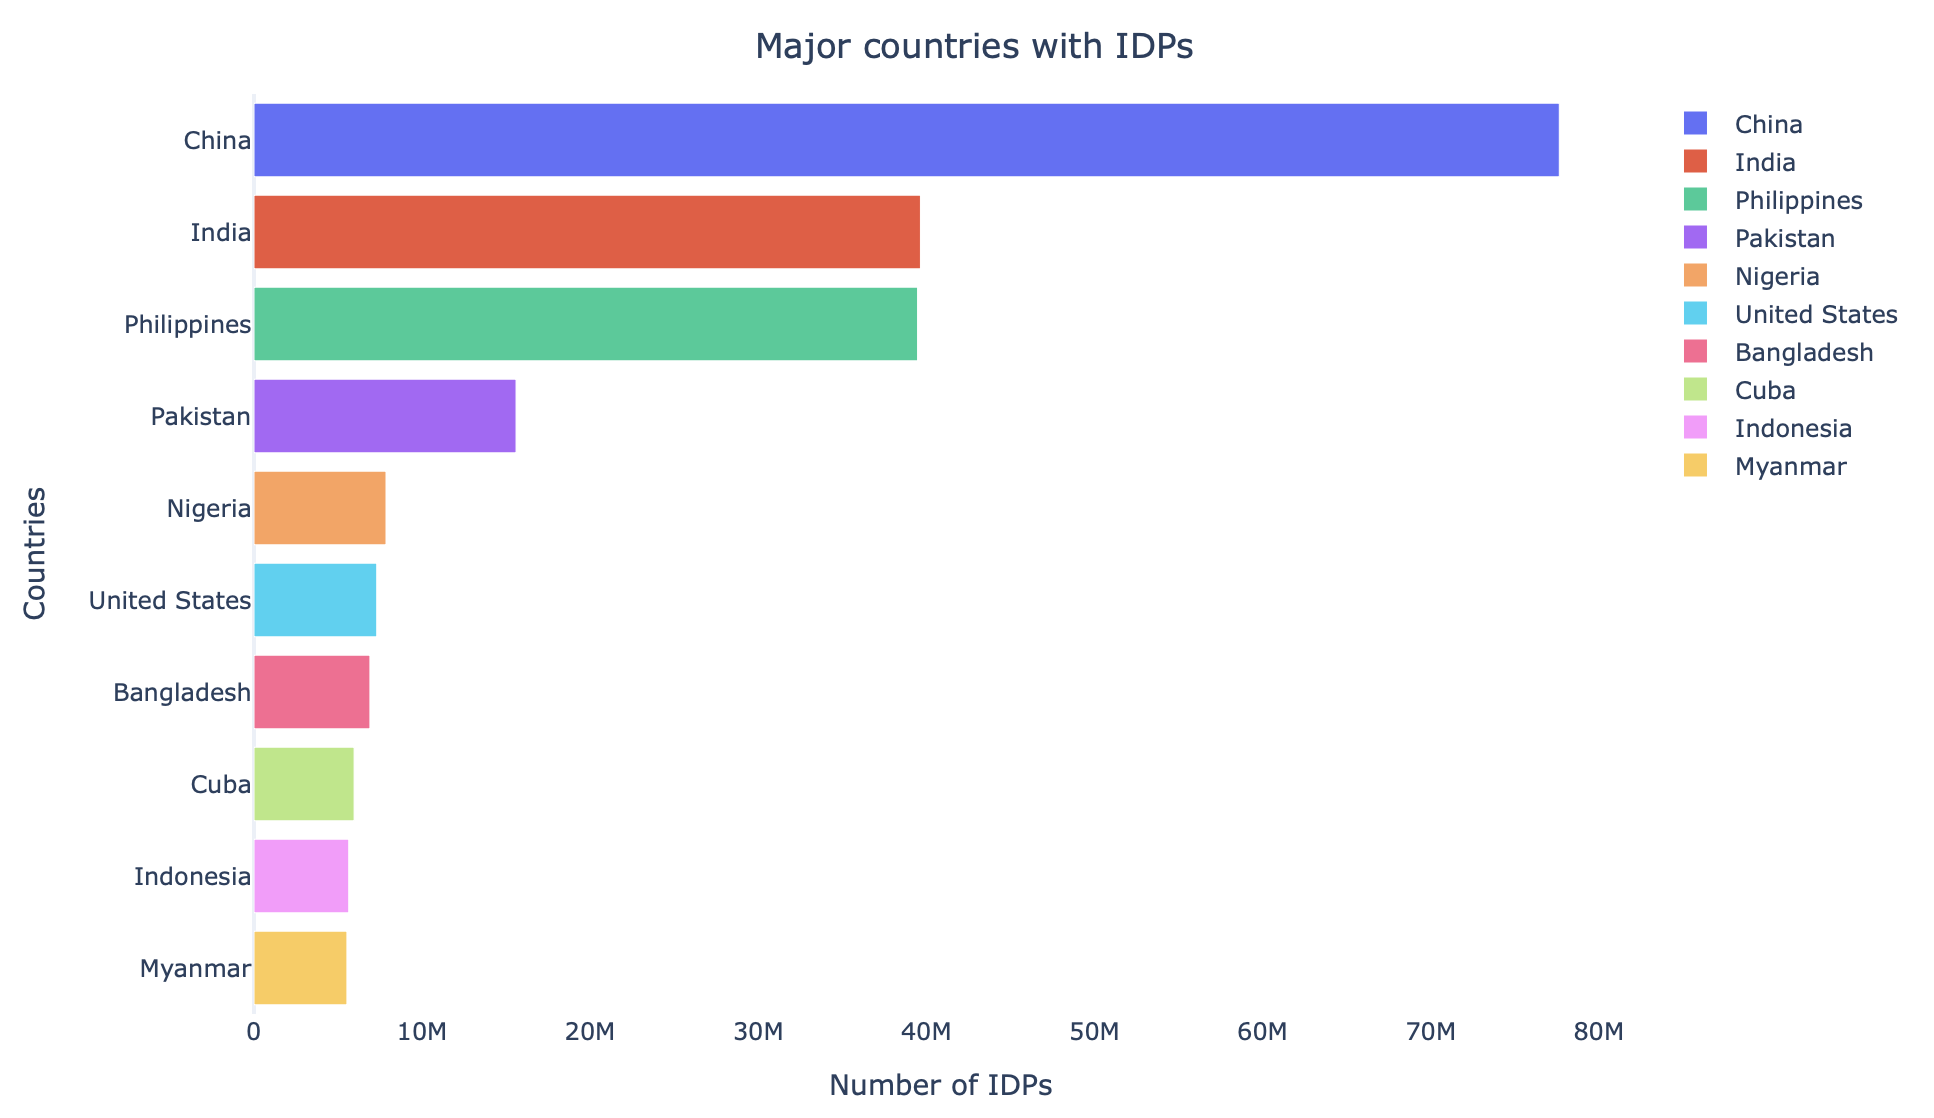 Major countries with IDPs
China
India
Philippines
Pakistan
Nigeria
United States
Bangladesh
Cuba
Indonesia
Myanmar
Countries
0 10M 20M 30M 40M 50M 60M 70M 80M
Number of IDPs
China
India
Philippines
Pakistan
Nigeria
United States
Bangladesh
Cuba
Indonesia
Myanmar